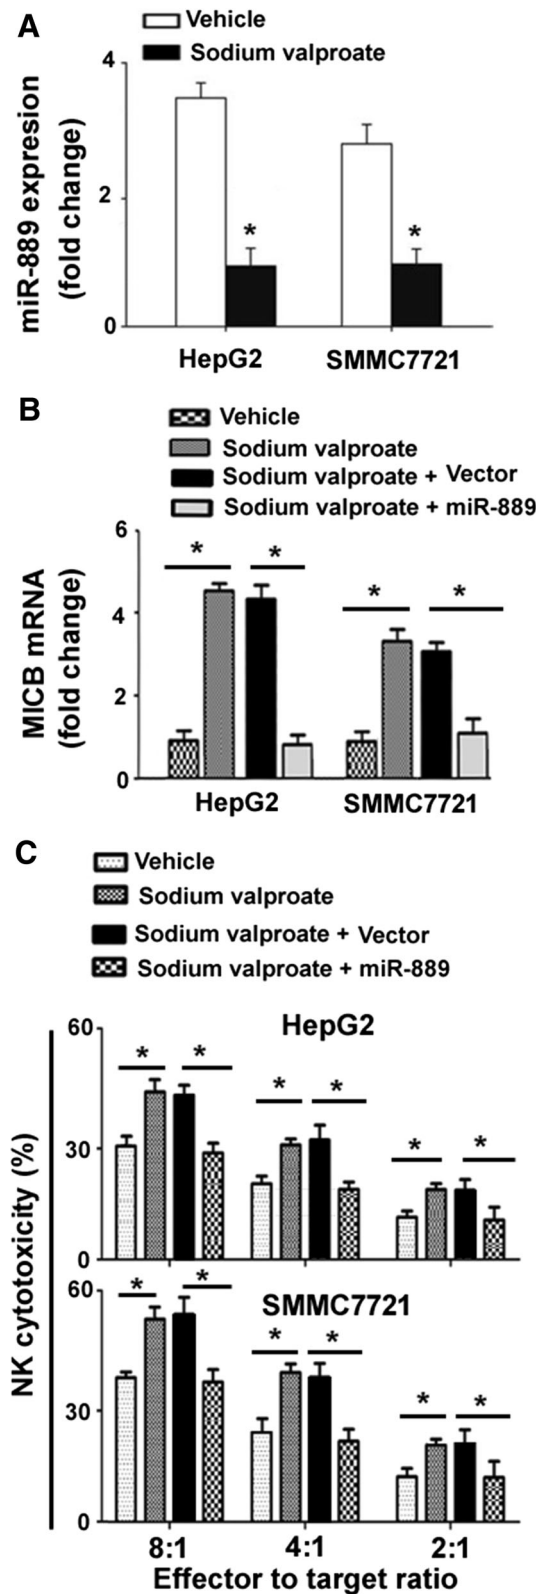 A
Vehicle
Sodium valproate
miR-889 expresion
(fold change)
4
2
0
*
*
HepG2
SMMC7721
B
Vehicle
Sodium valproate
Sodium valproate + Vector
Sodium valproate + miR-889
MICB mRNA
(fold change)
6
4
2
0
*
*
*
*
HepG2
SMMC7721
C
Vehicle
Sodium valproate
Sodium valproate + Vector
Sodium valproate + miR-889
NK cytotoxicity (%)
HepG2
60
30
0
*
*
*
*
*
*
SMMC7721
60
30
0
*
*
*
*
*
*
8:1
4:1
2:1
Effector to target ratio